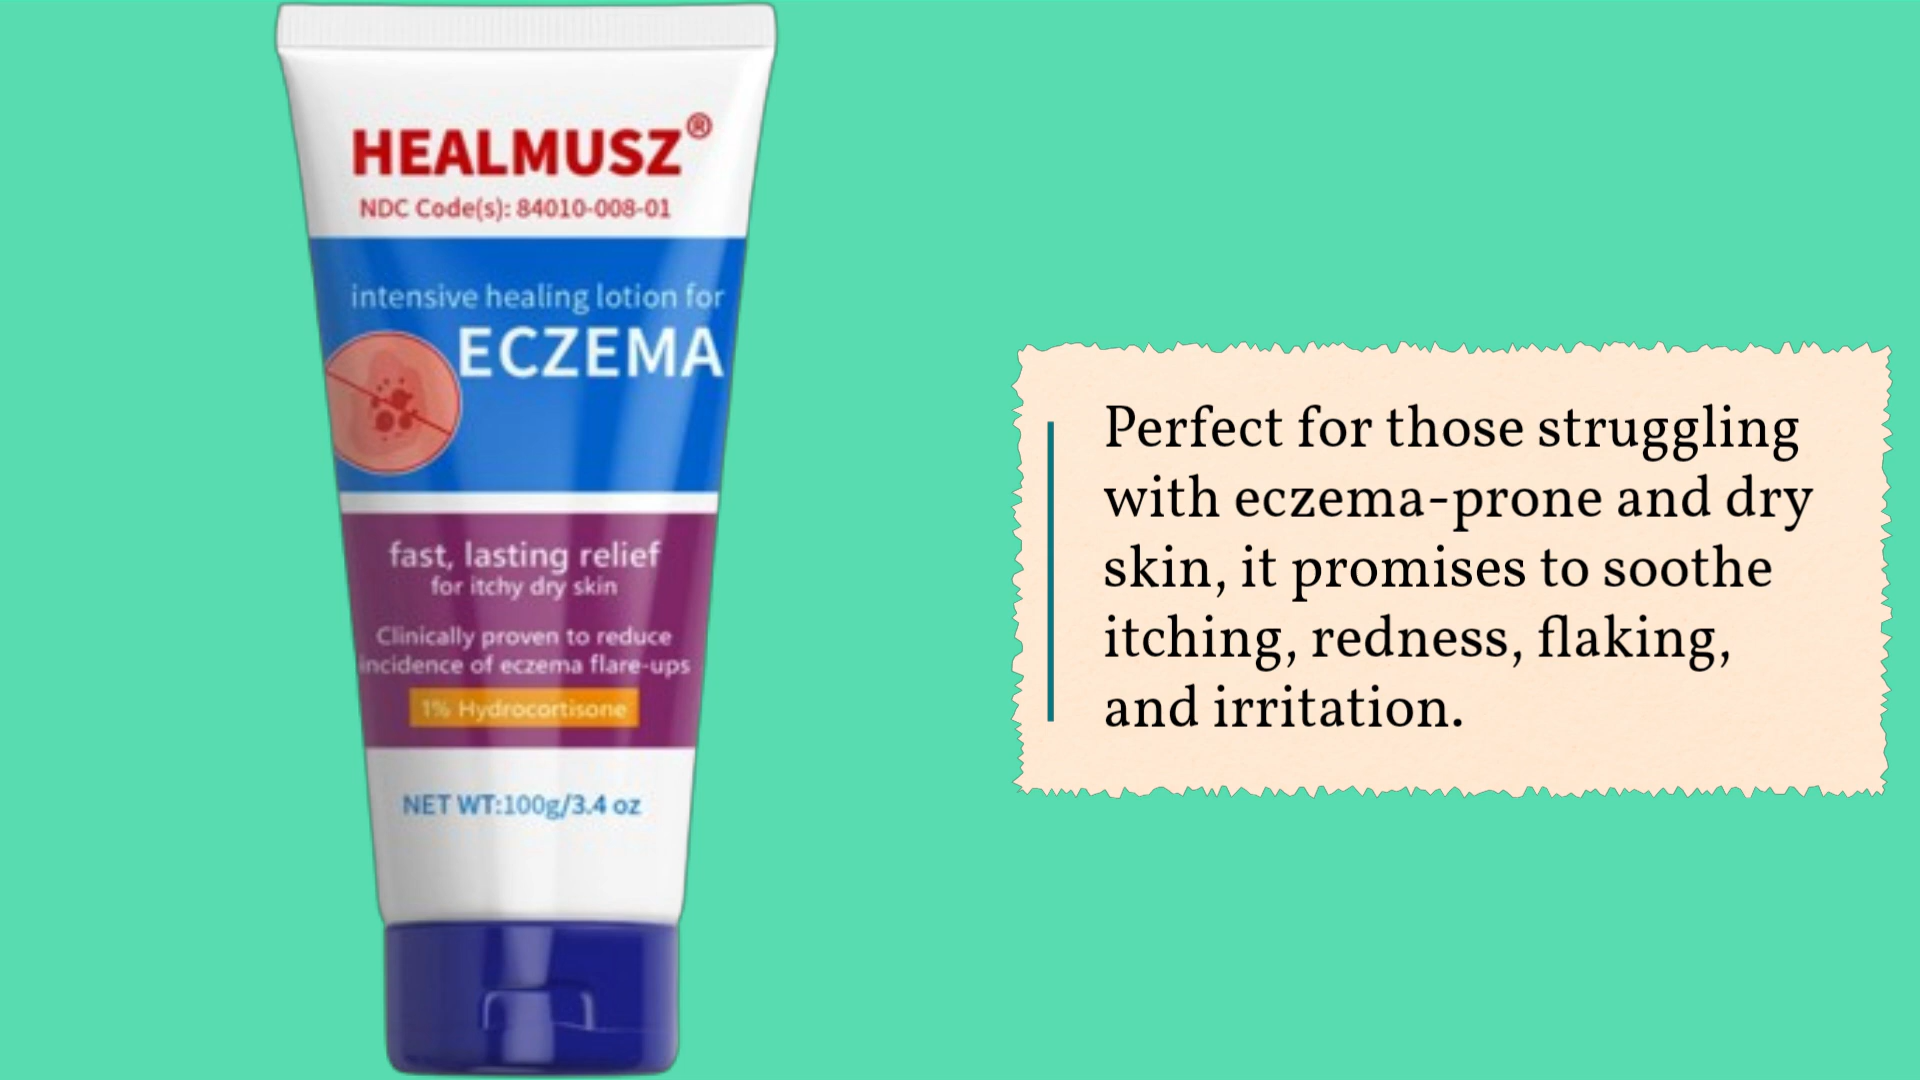 HEALMUSZ®
NDC Code(s): 84010-008-01
intensive healing lotion for
ECZEMA
fast, lasting relief
for itchy dry skin
Clinically proven to reduce
incidence of eczema flare-ups
1% Hydrocortisone
NET WT:100g/3.4 oz
Perfect for those struggling
with eczema-prone and dry
skin, it promises to soothe
itching, redness, flaking,
and irritation.